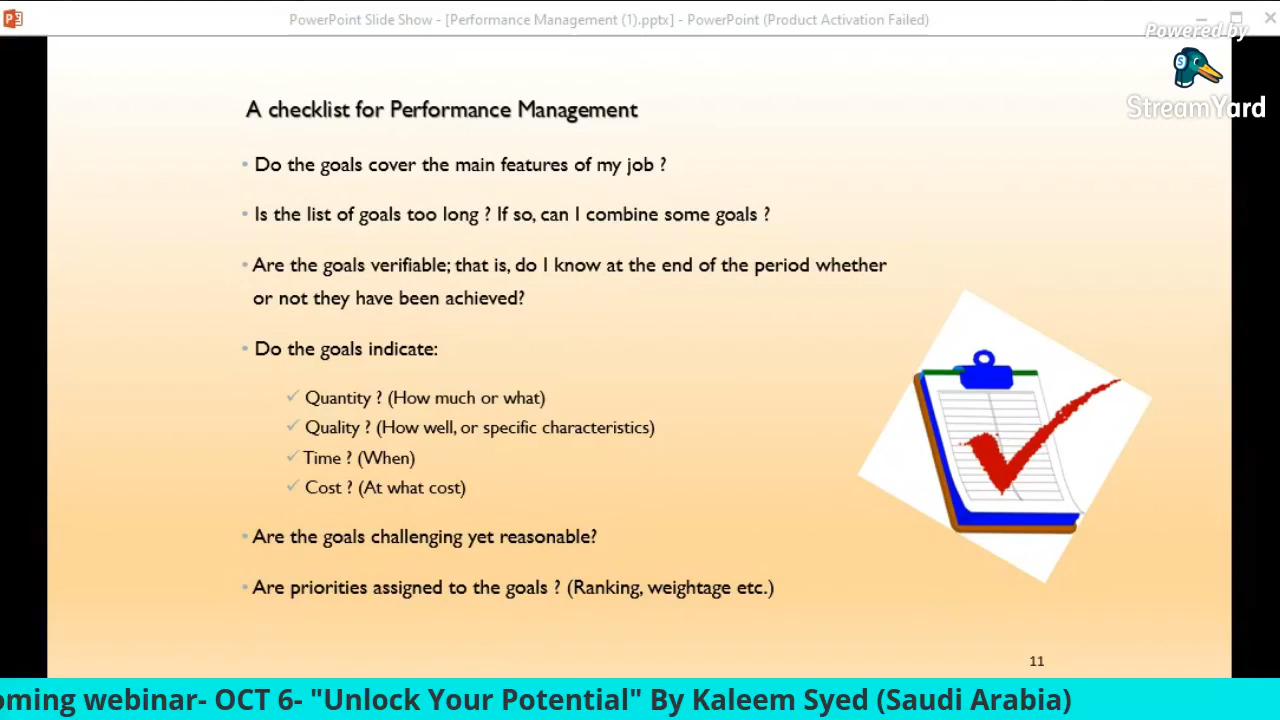 PowerPoint Slide Show - [Performance Management (1).pptx] - PowerPoint (Product Activation Failed)
Powered by
StreamYard
A checklist for Performance Management
• Do the goals cover the main features of my job ?
• Is the list of goals too long ? If so, can I combine some goals ?
• Are the goals verifiable; that is, do I know at the end of the period whether
or not they have been achieved?
• Do the goals indicate:
✓ Quantity ? (How much or what)
✓ Quality ? (How well, or specific characteristics)
✓ Time ? (When)
✓ Cost ? (At what cost)
• Are the goals challenging yet reasonable?
• Are priorities assigned to the goals ? (Ranking, weightage etc.)
11
oming webinar- OCT 6- "Unlock Your Potential" By Kaleem Syed (Saudi Arabia)